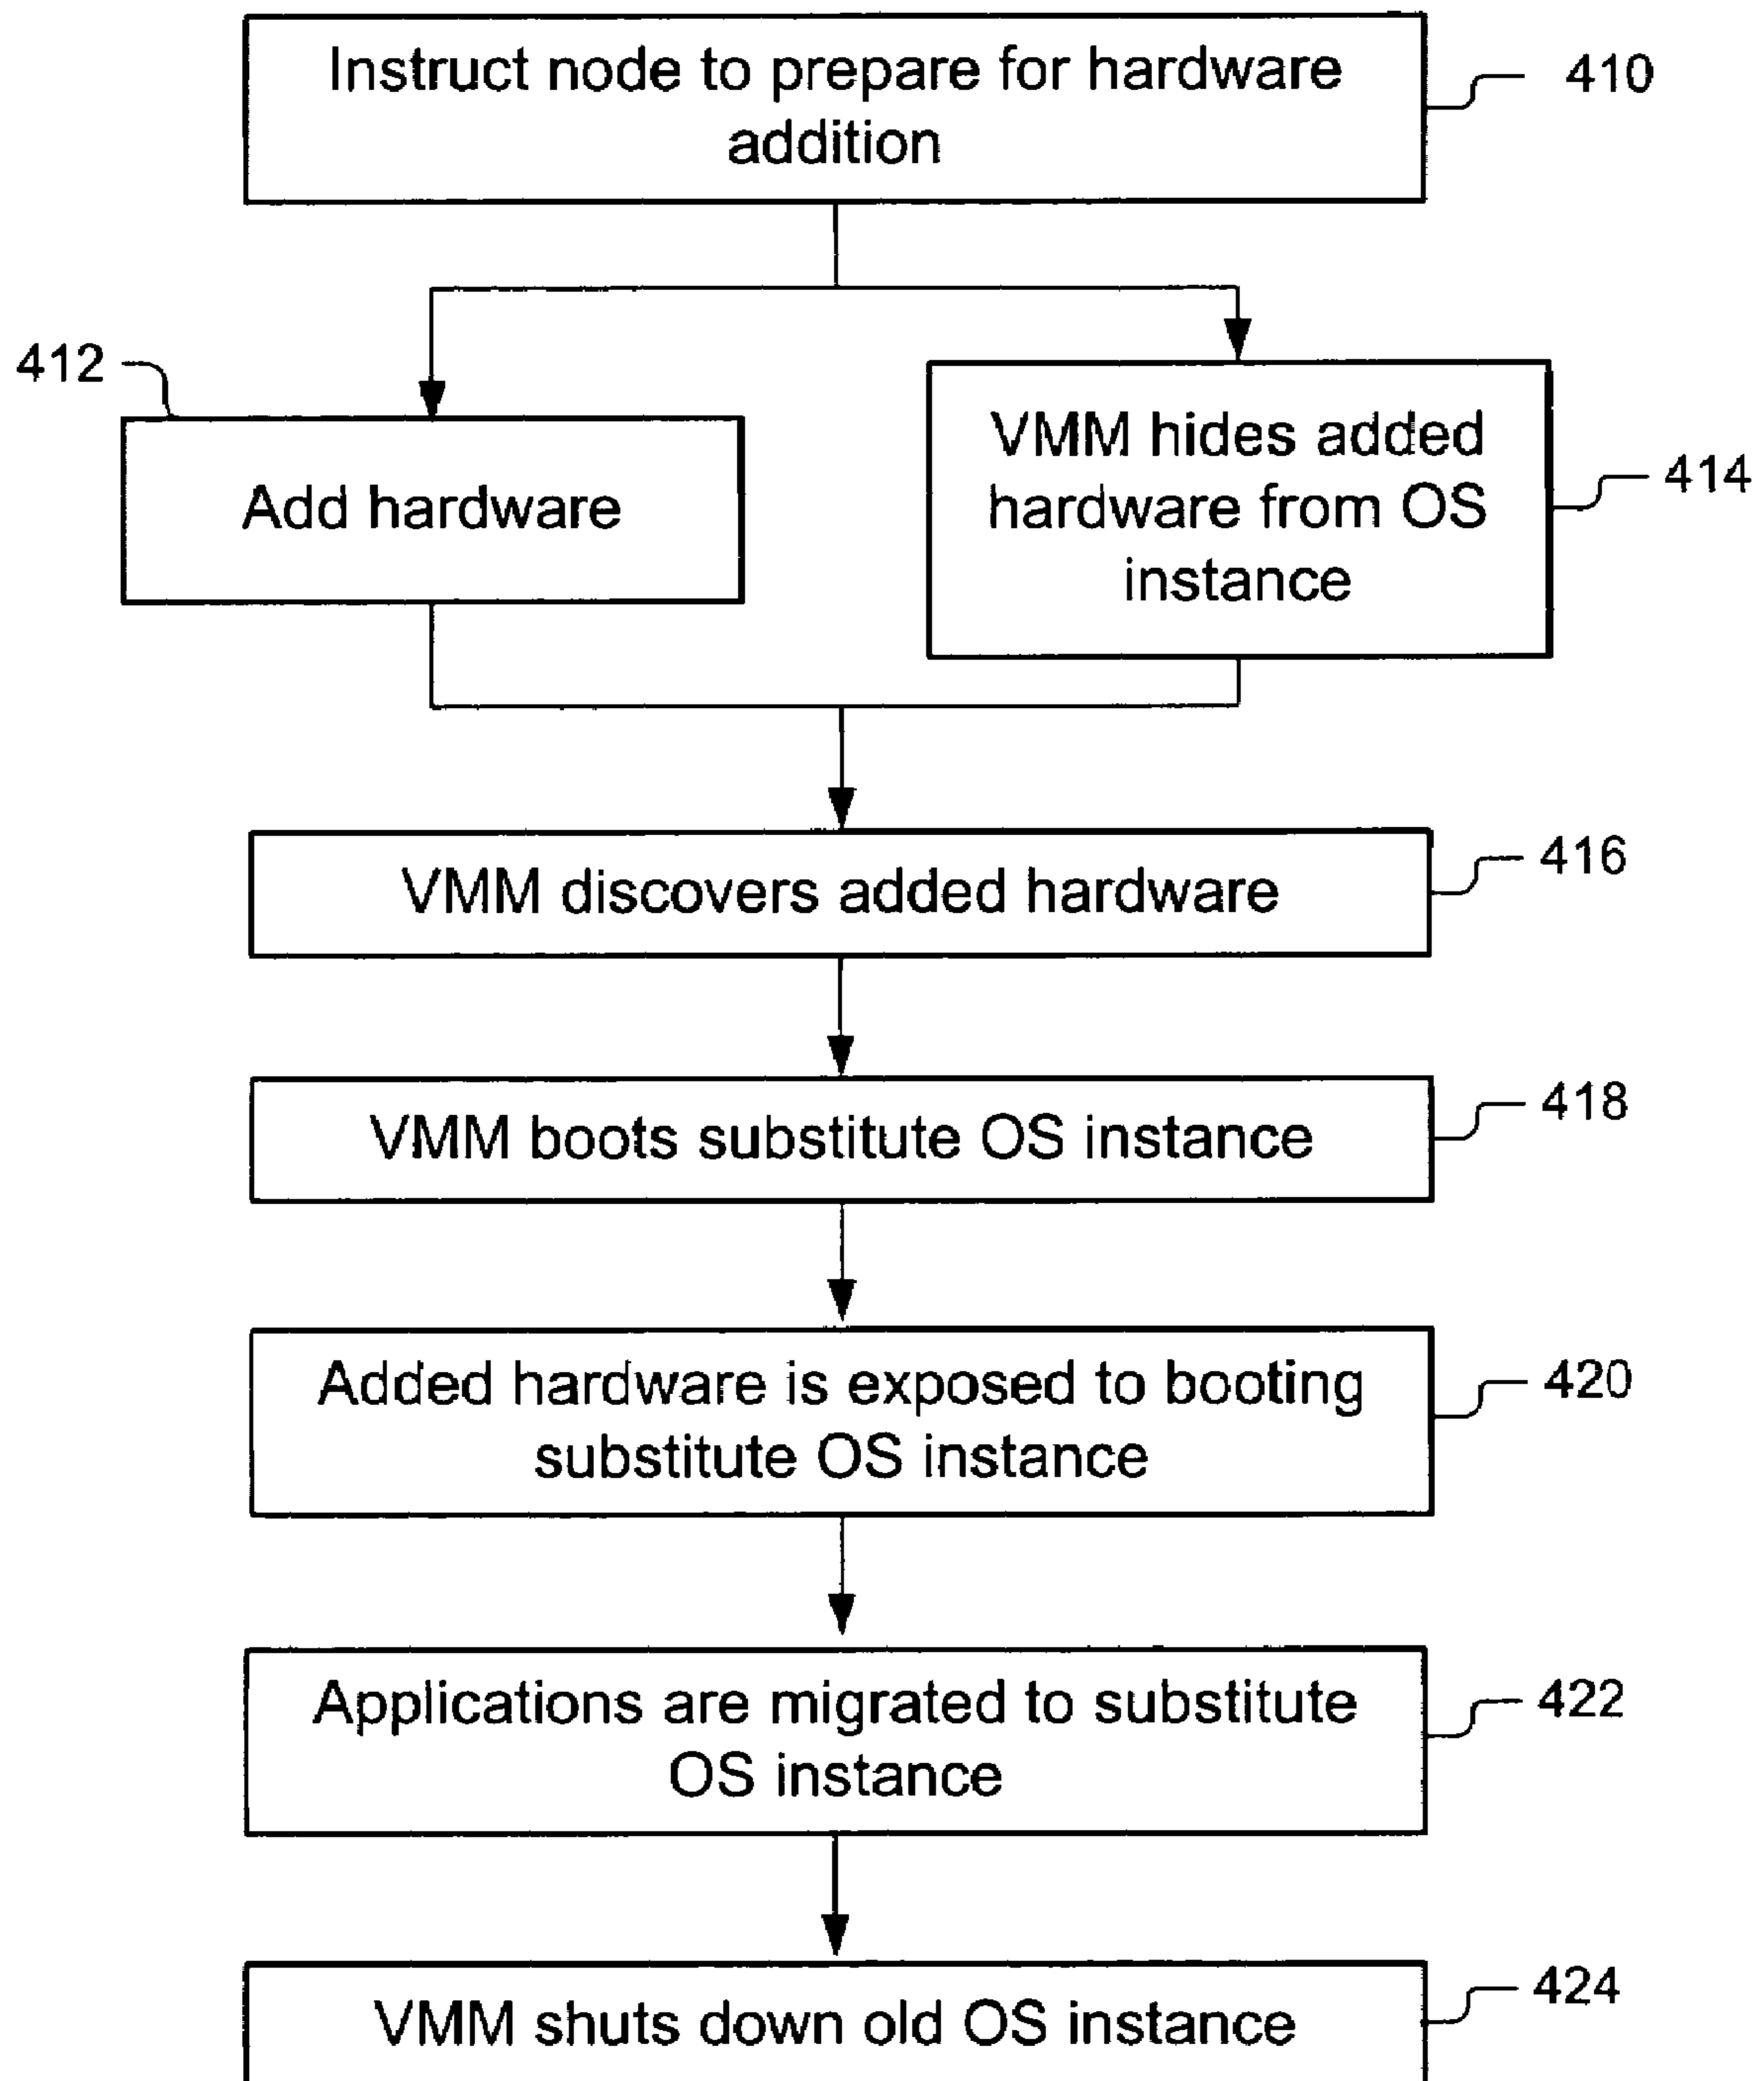 Instruct node to prepare for hardware
addition
410
412
Add hardware
VMM hides added
hardware from OS
instance
414
VMM discovers added hardware
416
VMM boots substitute OS instance
418
Added hardware is exposed to booting
substitute OS instance
420
Applications are migrated to substitute
OS instance
422
VMM shuts down old OS instance
424